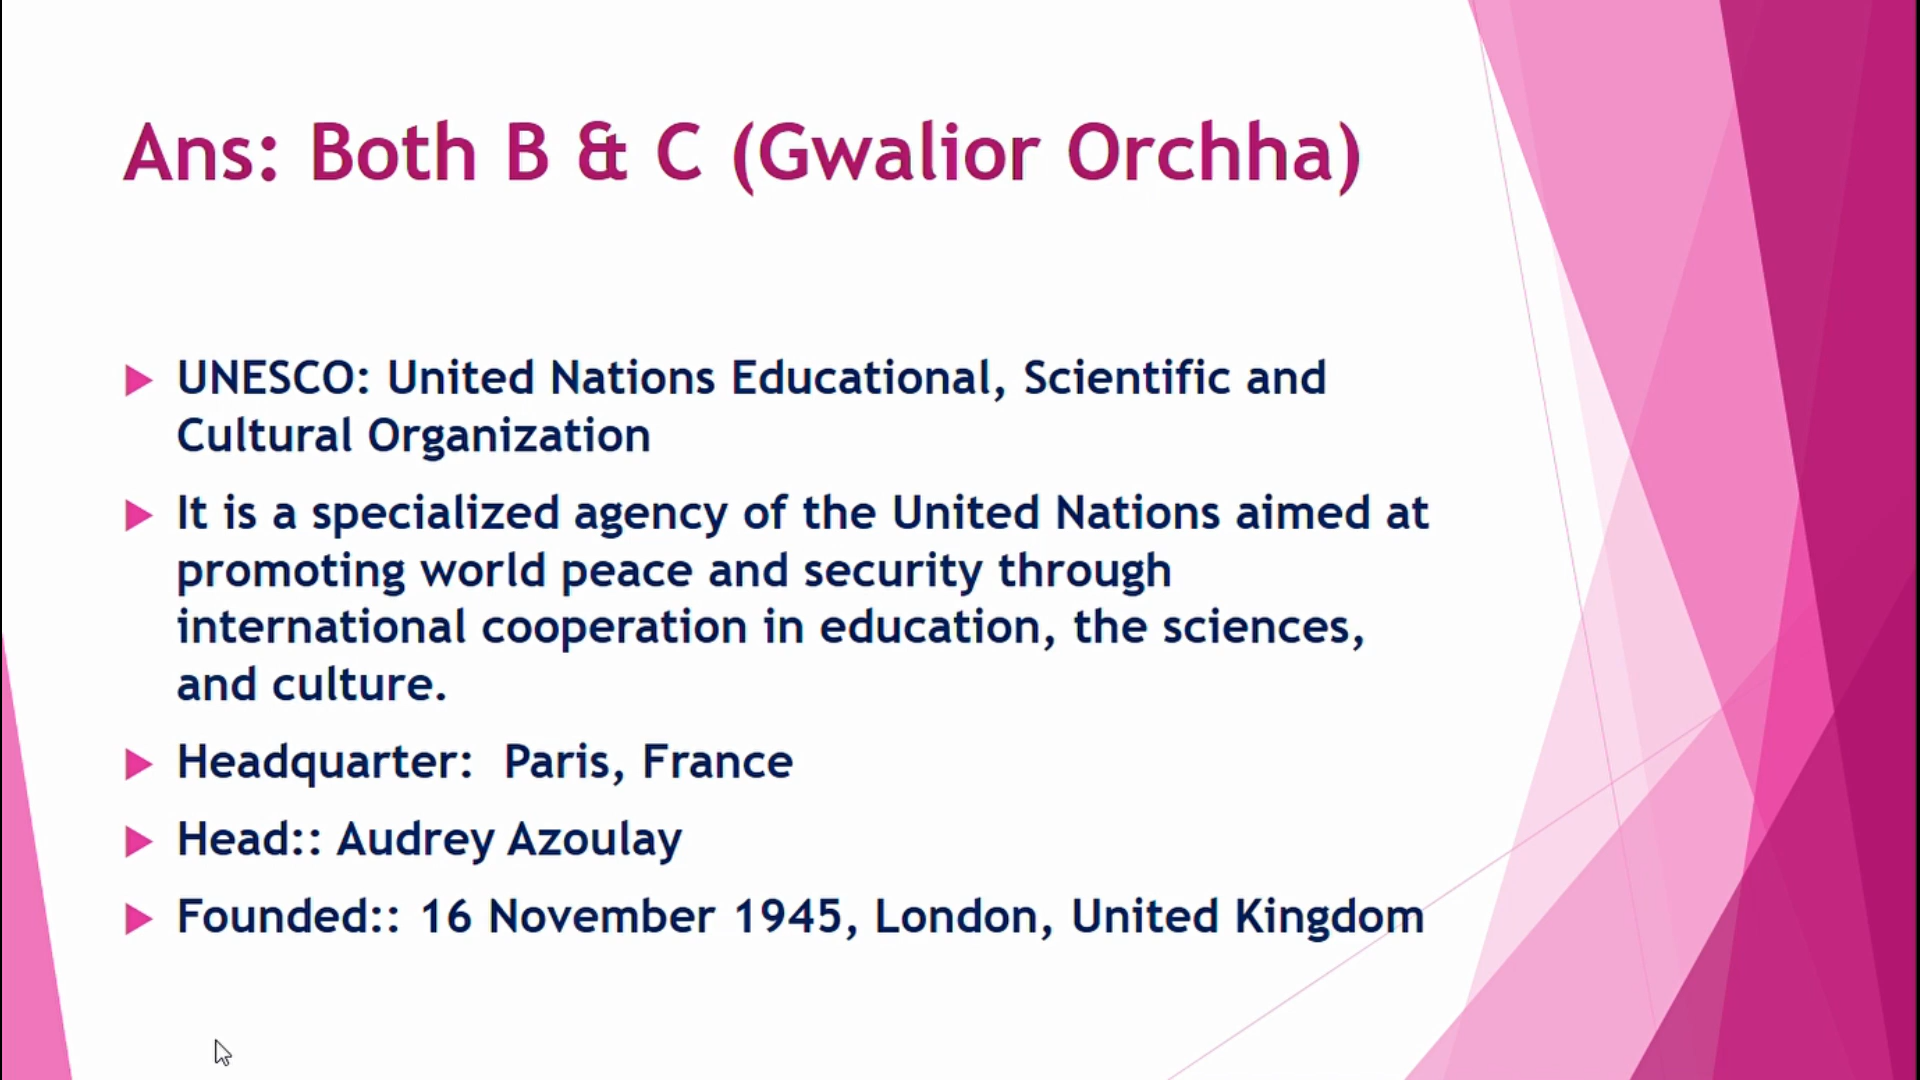 Ans: Both B & C (Gwalior Orchha)
UNESCO: United Nations Educational, Scientific and
Cultural Organization
It is a specialized agency of the United Nations aimed at
promoting world peace and security through
international cooperation in education, the sciences,
and culture.
Headquarter:  Paris, France
Head:: Audrey Azoulay
Founded:: 16 November 1945, London, United Kingdom